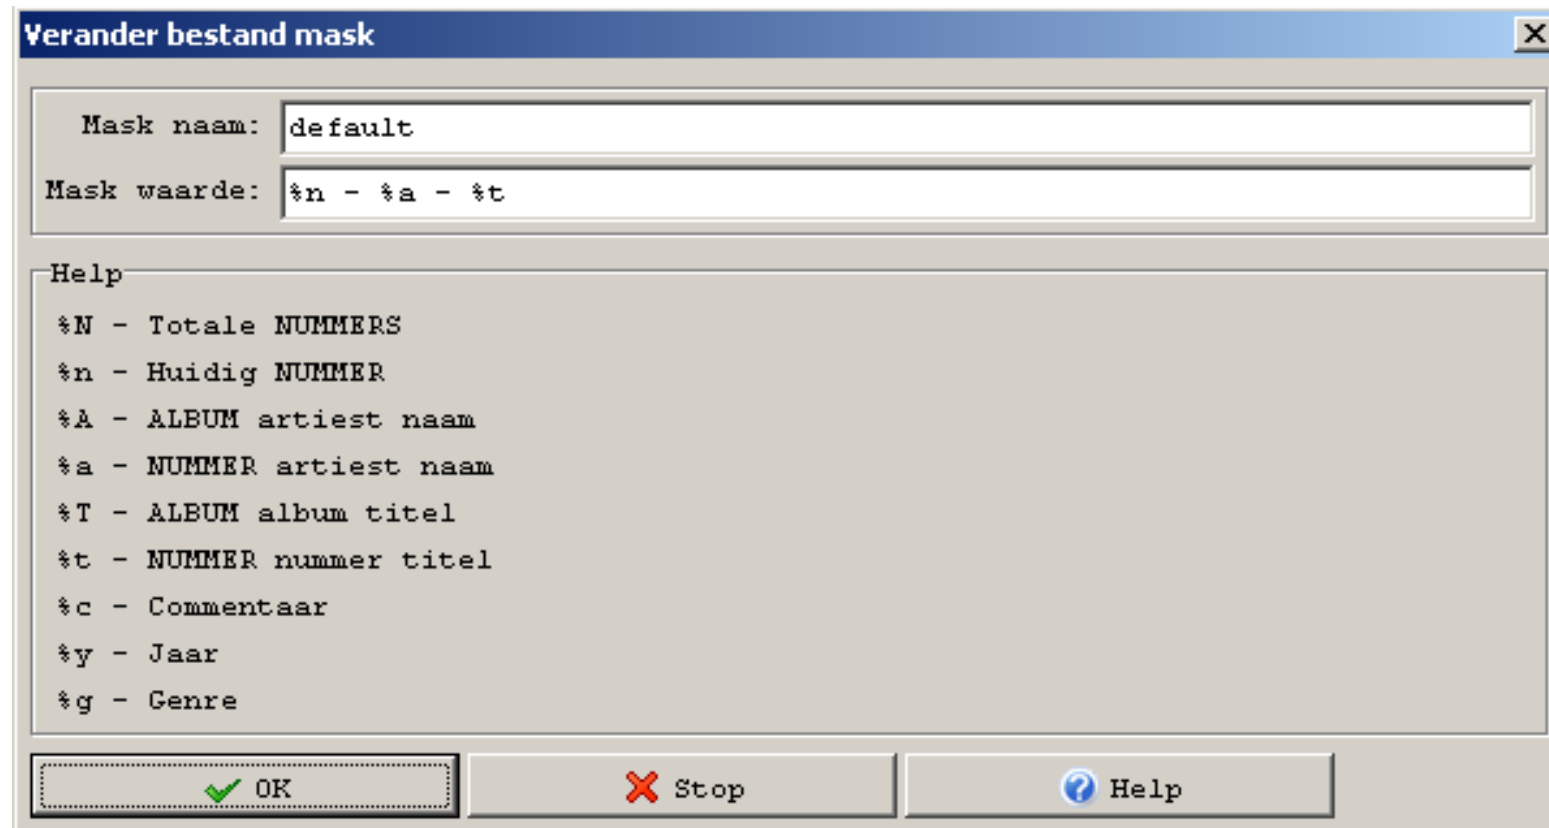 Verander bestand mask
Mask naam: default
Mask waarde: %n - %a - %t
Help
%N - Totale NUMMERS
%n - Huidig NUMMER
%A - ALBUM artiest naam
%a - NUMMER artiest naam
%T - ALBUM album titel
%t - NUMMER nummer titel
%c - Commentaar
%y - Jaar
%g - Genre
OK Stop Help